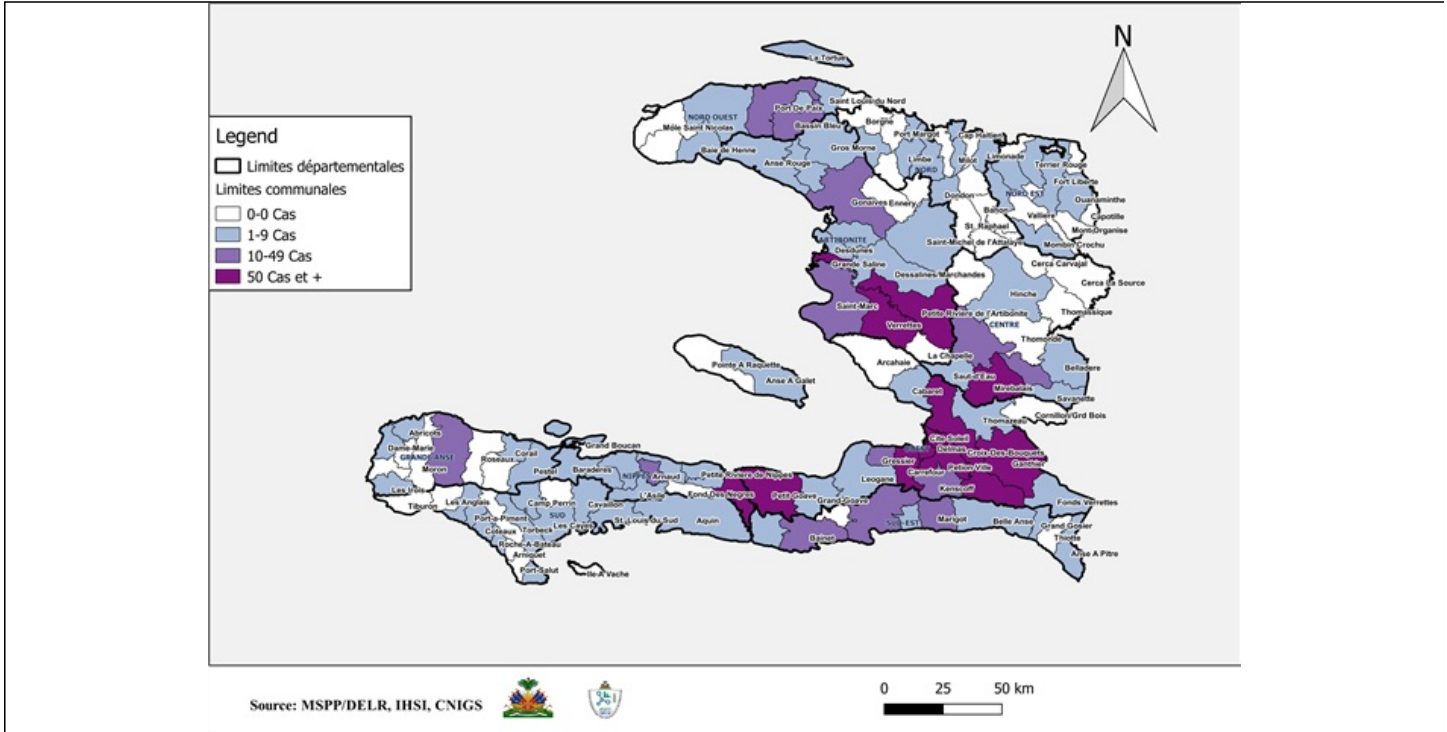 N
Legend
Limites départementales
Limites communales
0-0 Cas
1-9 Cas
10-49 Cas
50 Cas et +
La Tortue
Saint Louis du Nord
Port De Paix
NORD OUEST
Môle Saint Nicolas
Bassin Bleu
Borgne
Port Margot
Cap Haïtien
Baie de Henne
Anse Rouge
Gros Morne
Limbe
NORD
Milot
Limonade
Terrier Rouge
Fort Liberte
NORD EST
Ouanaminthe
Gonaives
Ennery
Dondon
Bahon
Valliere
Capotille
St. Raphael
Mont-Organise
ARTIBONITE
Desdunes
Saint-Michel de l'Attalaye
Mombin Crochu
Grande Saline
Cerca Carvajal
Dessalines/Marchandes
Cerca La Source
Hinche
Saint-Marc
Petite Rivière de l'Artibonite
Thomassique
Verrettes
CENTRE
Thomonde
La Chapelle
Arcahaie
Pointe A Raquette
Anse A Galet
Saut-d'Eau
Belladere
Mirebalais
Cabaret
Savanette
Cornillon/Grd Bois
Thomazeau
Abricots
Dame-Marie
GRANDE ANSE
Moron
Roseaux
Corail
Grand Boucan
Cite Soleil
Delmas
Croix-Des-Bouquets
Ganthier
Pestel
Baraderes
NIPPES
Arnaud
Petite Riviere de Nippes
Gressier
Carrefour
Petion-Ville
Kenscoff
Leogane
Les Irois
Tiburon
Les Anglais
Camp Perrin
Cavaillon
L'Asile
Fond-Des Negres
Petit Goave
Grand-Goave
Fonds Verrettes
Port-a-Piment
SUD
St. Louis du Sud
Aquin
Coteaux
Torbeck
Les Cayes
Roche-A-Bateau
Arniquet
Port-Salut
Ile-A Vache
Bainet
SUD-EST
Marigot
Belle Anse
Grand Gosier
Thiotte
Anse A Pitre
Source: MSPP/DELR, IHSI, CNIGS
0 25 50 km